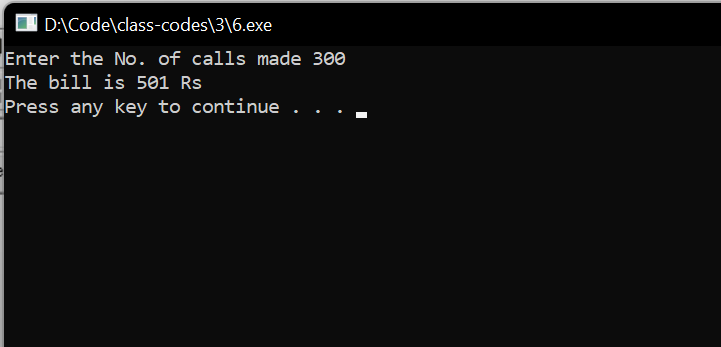 D:\Code\class-codes\3\6.exe
Enter the No. of calls made 300
The bill is 501 Rs
Press any key to continue . . .